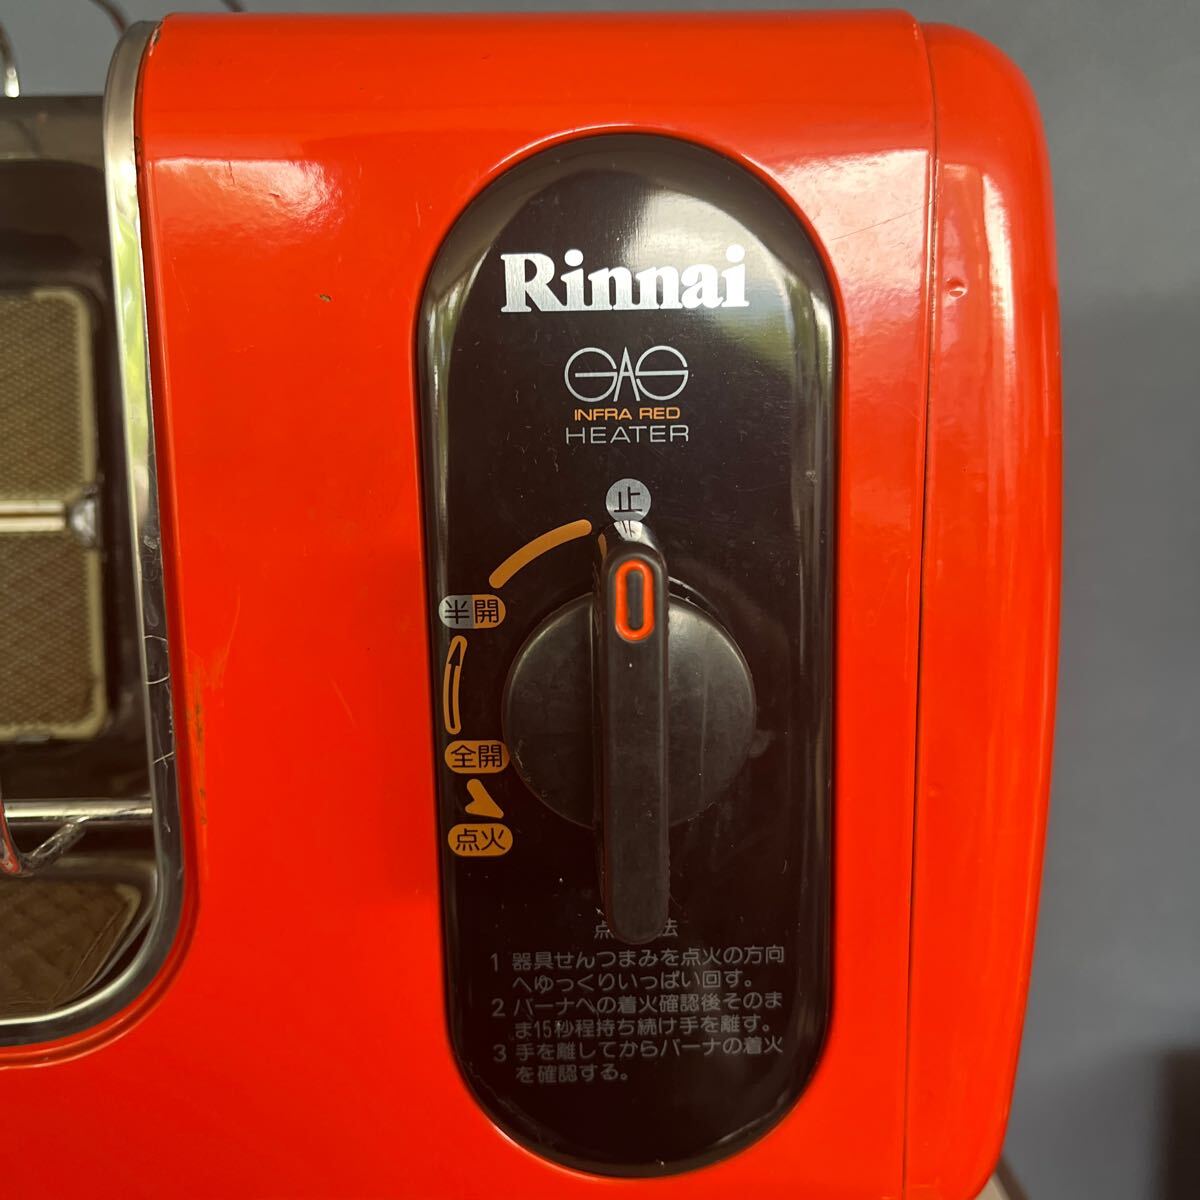 Rinnai
GAS
INFRA RED
HEATER
止
半開
全開
点火
点 法
1 器具せんつまみを点火の方向
へゆっくりいっぱい回す。
2 バーナへの着火確認後そのま
ま15秒程持ち続け手を離す。
3 手を離してからバーナの着火
を確認する。